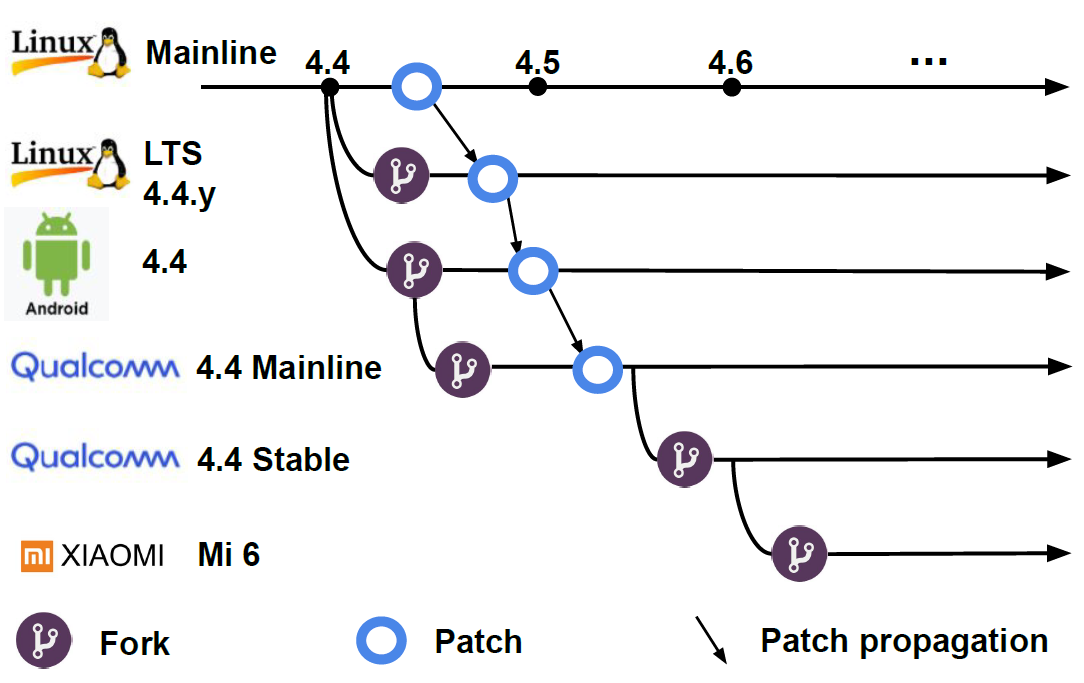 Linux Mainline
4.4 4.5 4.6 ...
Linux LTS
4.4.y
4.4
Android
Qualcomm 4.4 Mainline
Qualcomm 4.4 Stable
mi XIAOMI Mi 6
Fork Patch Patch propagation